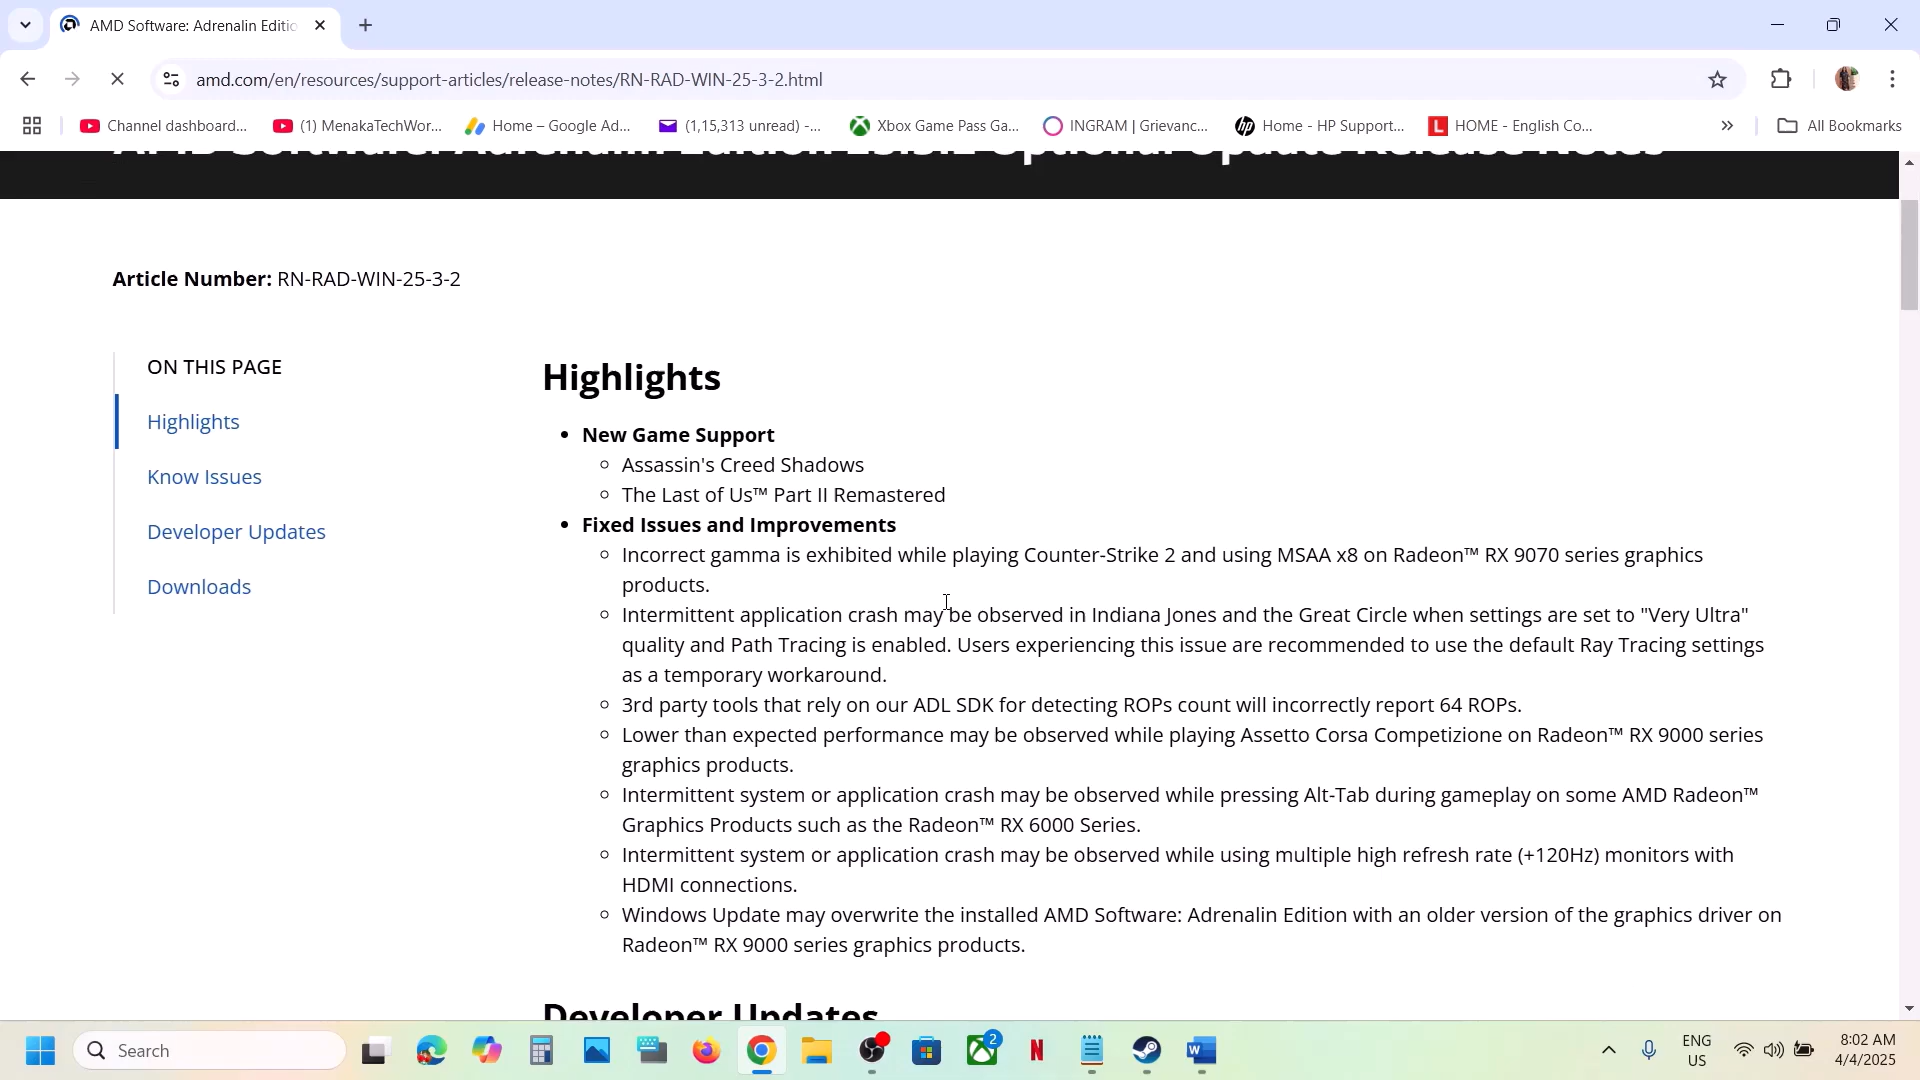 AMD Software: Adrenalin Editio
amd.com/en/resources/support-articles/release-notes/RN-RAD-WIN-25-3-2.html
Channel dashboard...
(1) MenakaTechWor...
Home – Google Ad...
(1,15,313 unread) -...
Xbox Game Pass Ga...
INGRAM | Grievanc...
Home - HP Support...
HOME - English Co...
All Bookmarks
AMD Software: Adrenalin Edition 25.3.2 Optional Update Release Notes
Article Number: RN-RAD-WIN-25-3-2
ON THIS PAGE
Highlights
Know Issues
Developer Updates
Downloads
Highlights
New Game Support
Assassin's Creed Shadows
The Last of Us™ Part II Remastered
Fixed Issues and Improvements
Incorrect gamma is exhibited while playing Counter-Strike 2 and using MSAA x8 on Radeon™ RX 9070 series graphics
products.
Intermittent application crash may be observed in Indiana Jones and the Great Circle when settings are set to "Very Ultra"
quality and Path Tracing is enabled. Users experiencing this issue are recommended to use the default Ray Tracing settings
as a temporary workaround.
3rd party tools that rely on our ADL SDK for detecting ROPs count will incorrectly report 64 ROPs.
Lower than expected performance may be observed while playing Assetto Corsa Competizione on Radeon™ RX 9000 series
graphics products.
Intermittent system or application crash may be observed while pressing Alt-Tab during gameplay on some AMD Radeon™
Graphics Products such as the Radeon™ RX 6000 Series.
Intermittent system or application crash may be observed while using multiple high refresh rate (+120Hz) monitors with
HDMI connections.
Windows Update may overwrite the installed AMD Software: Adrenalin Edition with an older version of the graphics driver on
Radeon™ RX 9000 series graphics products.
Developer Updates
Search
2
ENG
US
8:02 AM
4/4/2025